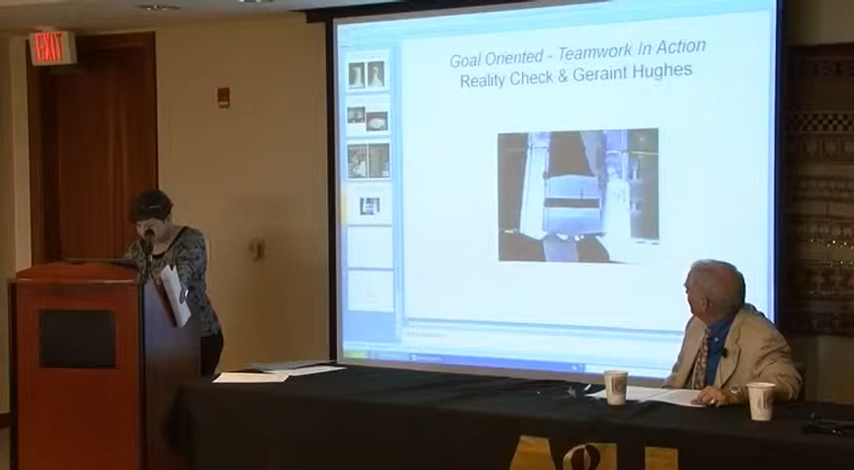 EXIT
Goal Oriented - Teamwork In Action
Reality Check & Geraint Hughes